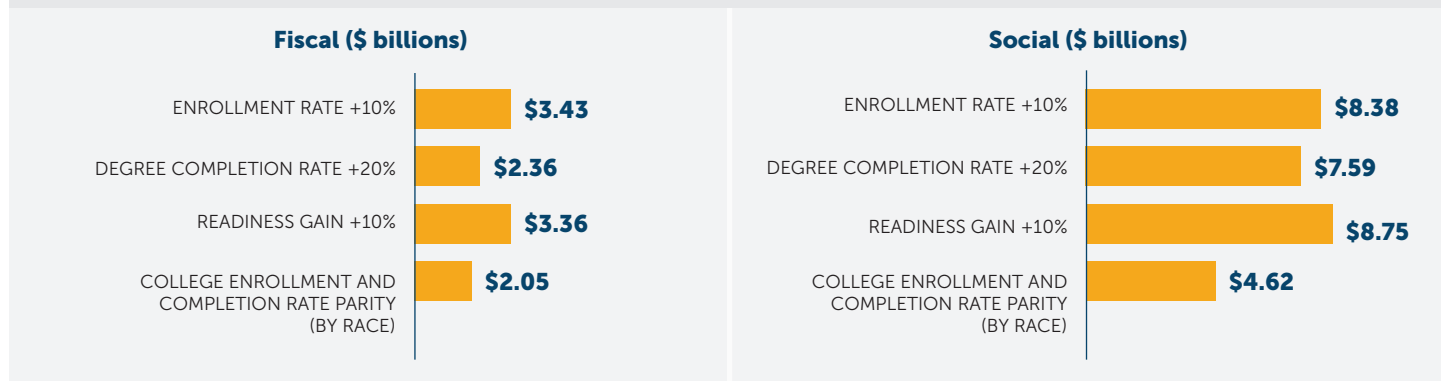 Fiscal ($ billions)
ENROLLMENT RATE +10%
$3.43
DEGREE COMPLETION RATE +20%
$2.36
READINESS GAIN +10%
$3.36
COLLEGE ENROLLMENT AND
COMPLETION RATE PARITY
(BY RACE)
$2.05
Social ($ billions)
ENROLLMENT RATE +10%
$8.38
DEGREE COMPLETION RATE +20%
$7.59
READINESS GAIN +10%
$8.75
COLLEGE ENROLLMENT AND
COMPLETION RATE PARITY
(BY RACE)
$4.62